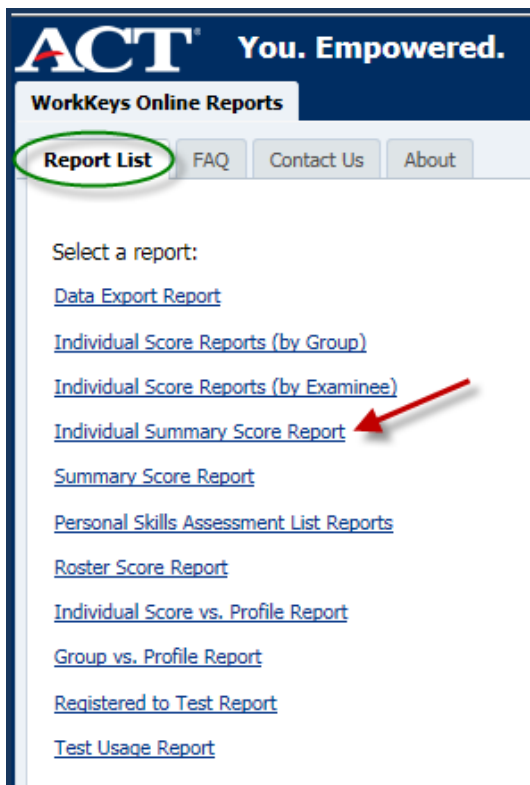 ACT® You. Empowered.
WorkKeys Online Reports
Report List FAQ Contact Us About
Select a report:
Data Export Report
Individual Score Reports (by Group)
Individual Score Reports (by Examinee)
Individual Summary Score Report
Summary Score Report
Personal Skills Assessment List Reports
Roster Score Report
Individual Score vs. Profile Report
Group vs. Profile Report
Registered to Test Report
Test Usage Report